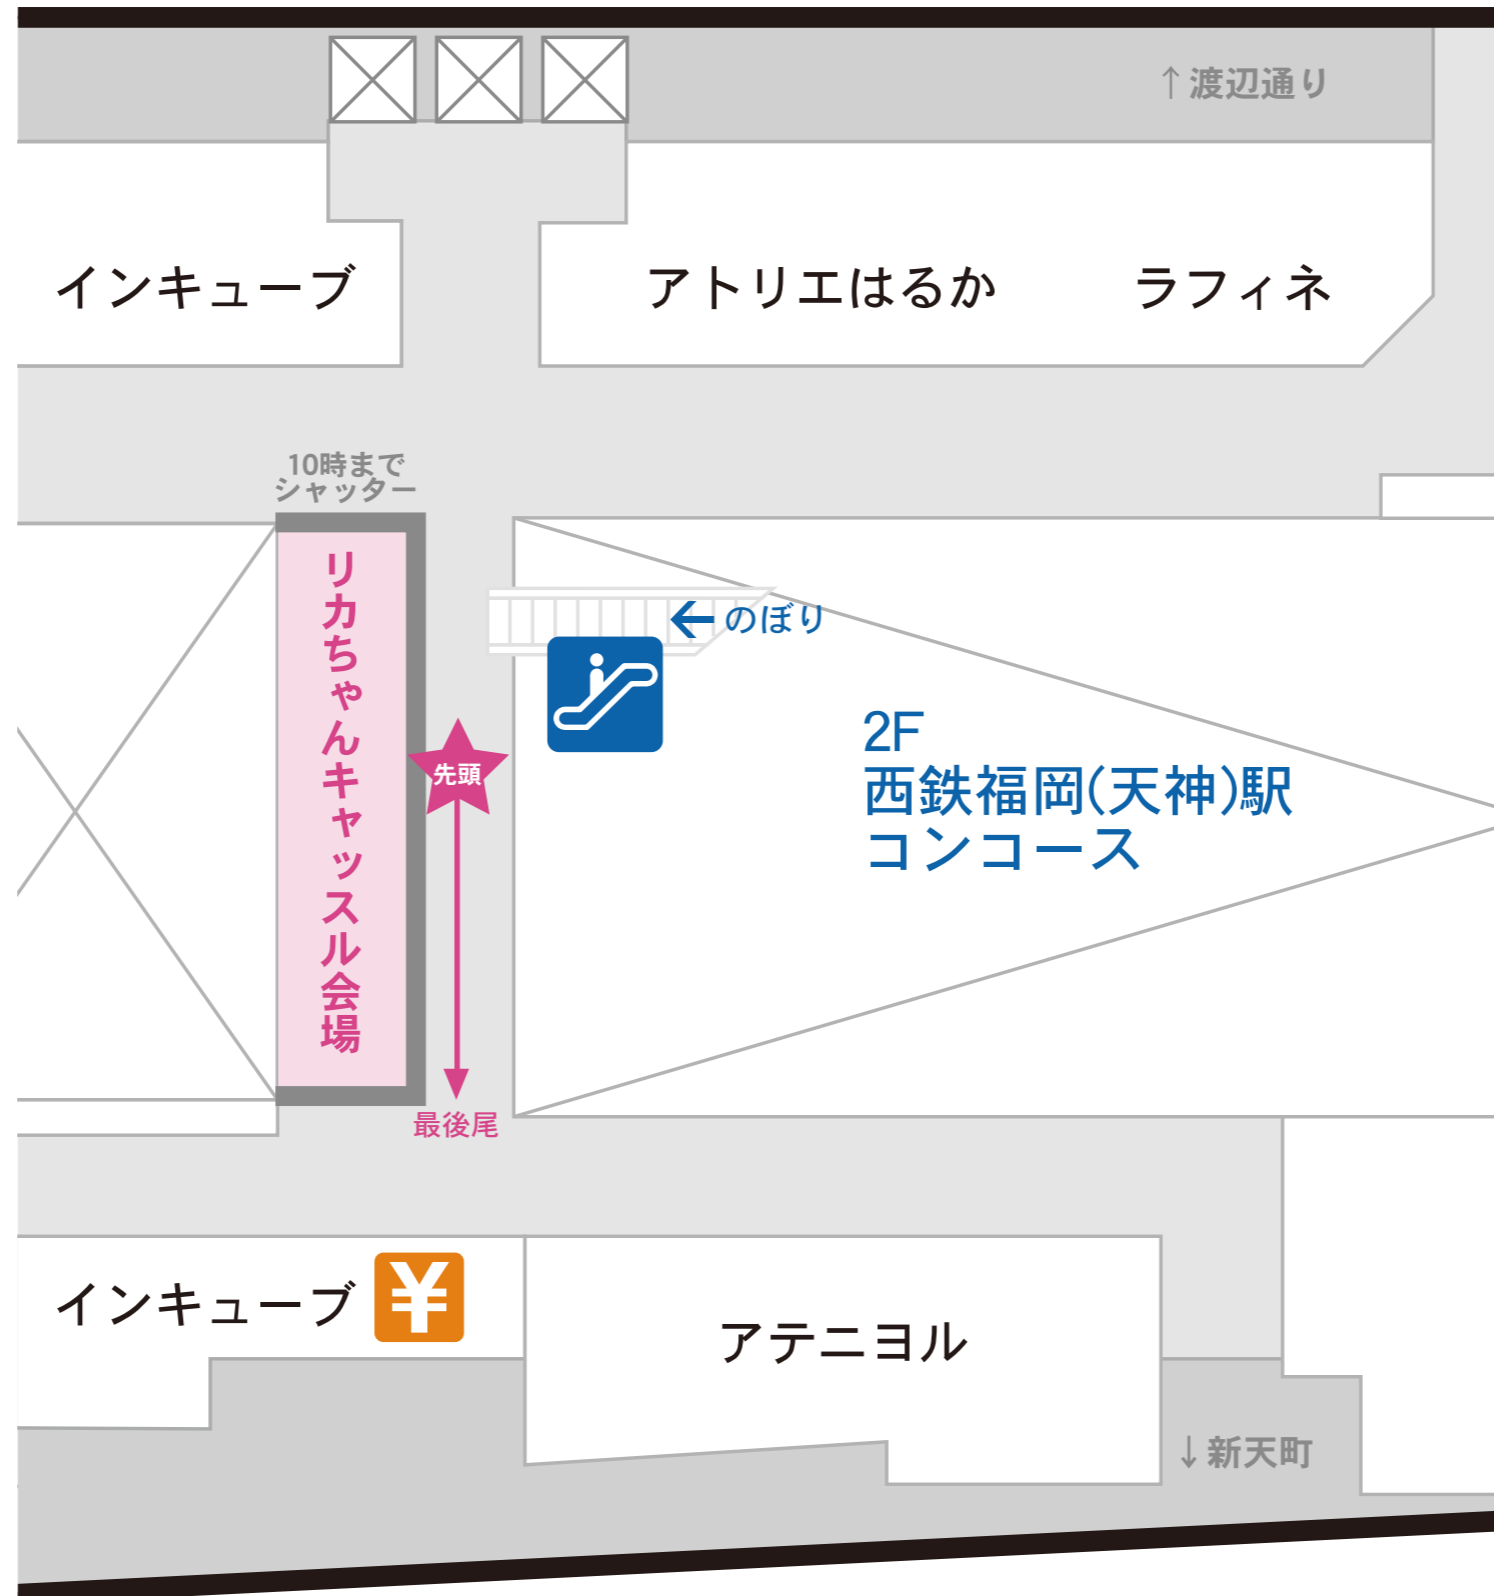 ↑渡辺通り
インキューブ
アトリエはるか
ラフィネ
10時まで
シャッター
リカちゃんキャッスル会場
←のぼり
先頭
2F
西鉄福岡(天神)駅
コンコース
最後尾
インキューブ
¥
アテニヨル
↓新天町